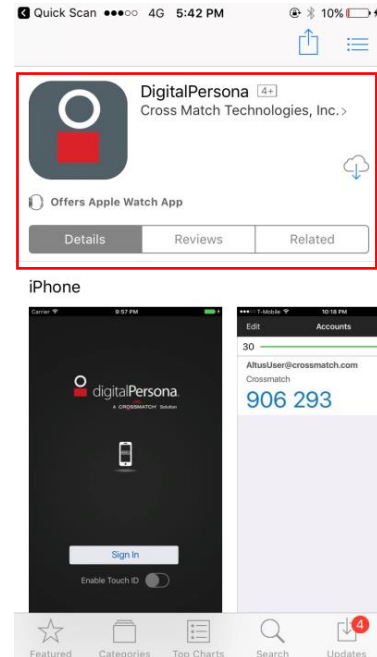 Quick Scan 4G 5:42 PM 10%
DigitalPersona 4+
Cross Match Technologies, Inc. >
Offers Apple Watch App
Details Reviews Related
iPhone
Carrier 9:57 PM
digitalPersona.
A CROSSMATCH Solution
Sign In
Enable Touch ID
T-Mobile 10:18 PM
Edit Accounts
30
AltusUser@crossmatch.com
Crossmatch
906 293
4
Featured Categories Top Charts Search Updates